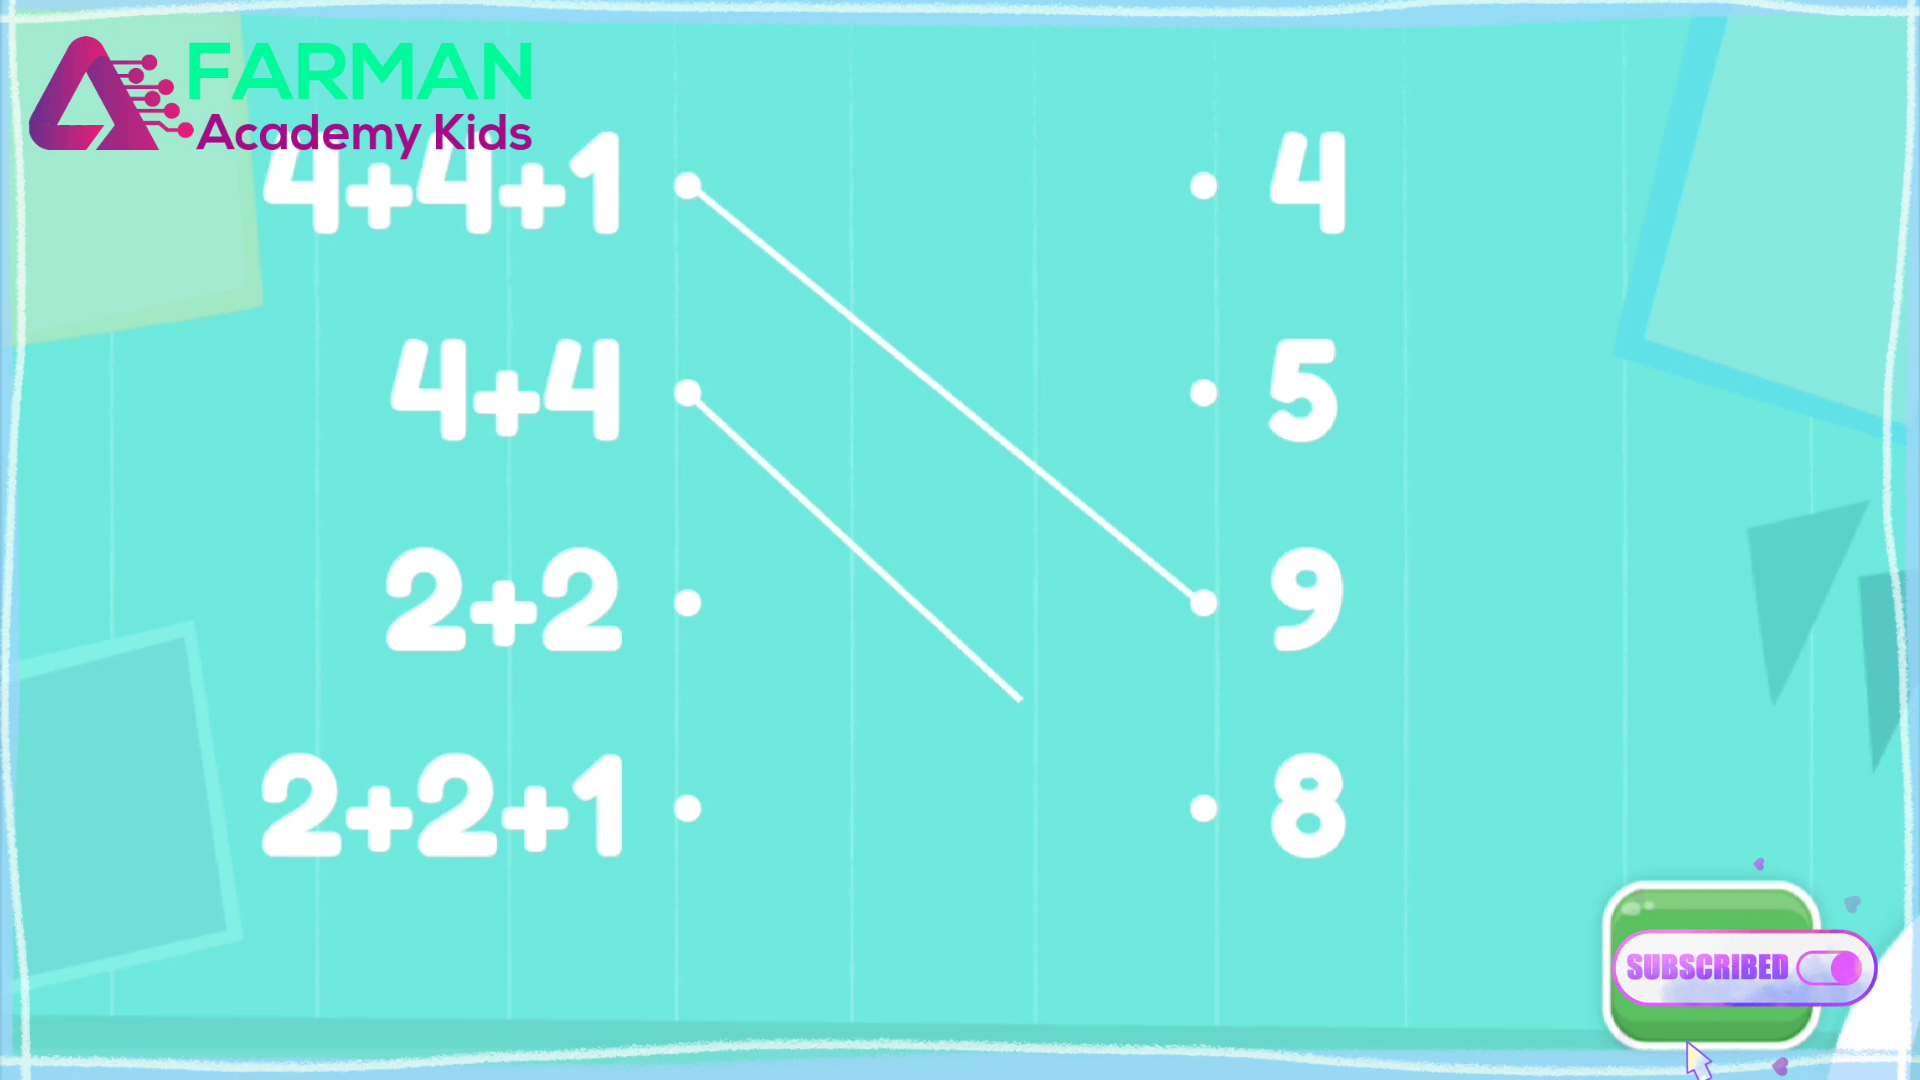 FARMAN
Academy Kids
4+4+1 4
4+4 5
2+2 9
2+2+1 8
SUBSCRIBED